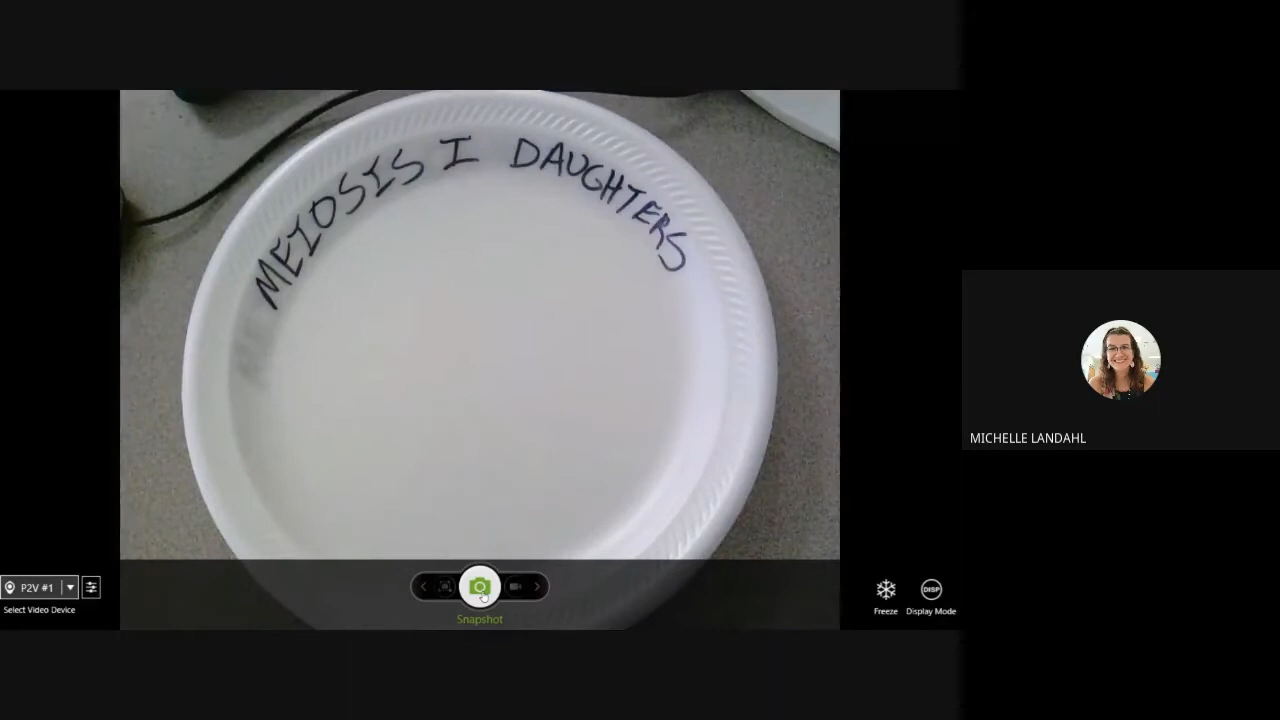 MEIOSIS I DAUGHTERS
MICHELLE LANDAHL
P2V #1
DISP
Select Video Device
Freeze
Display Mode
Snapshot